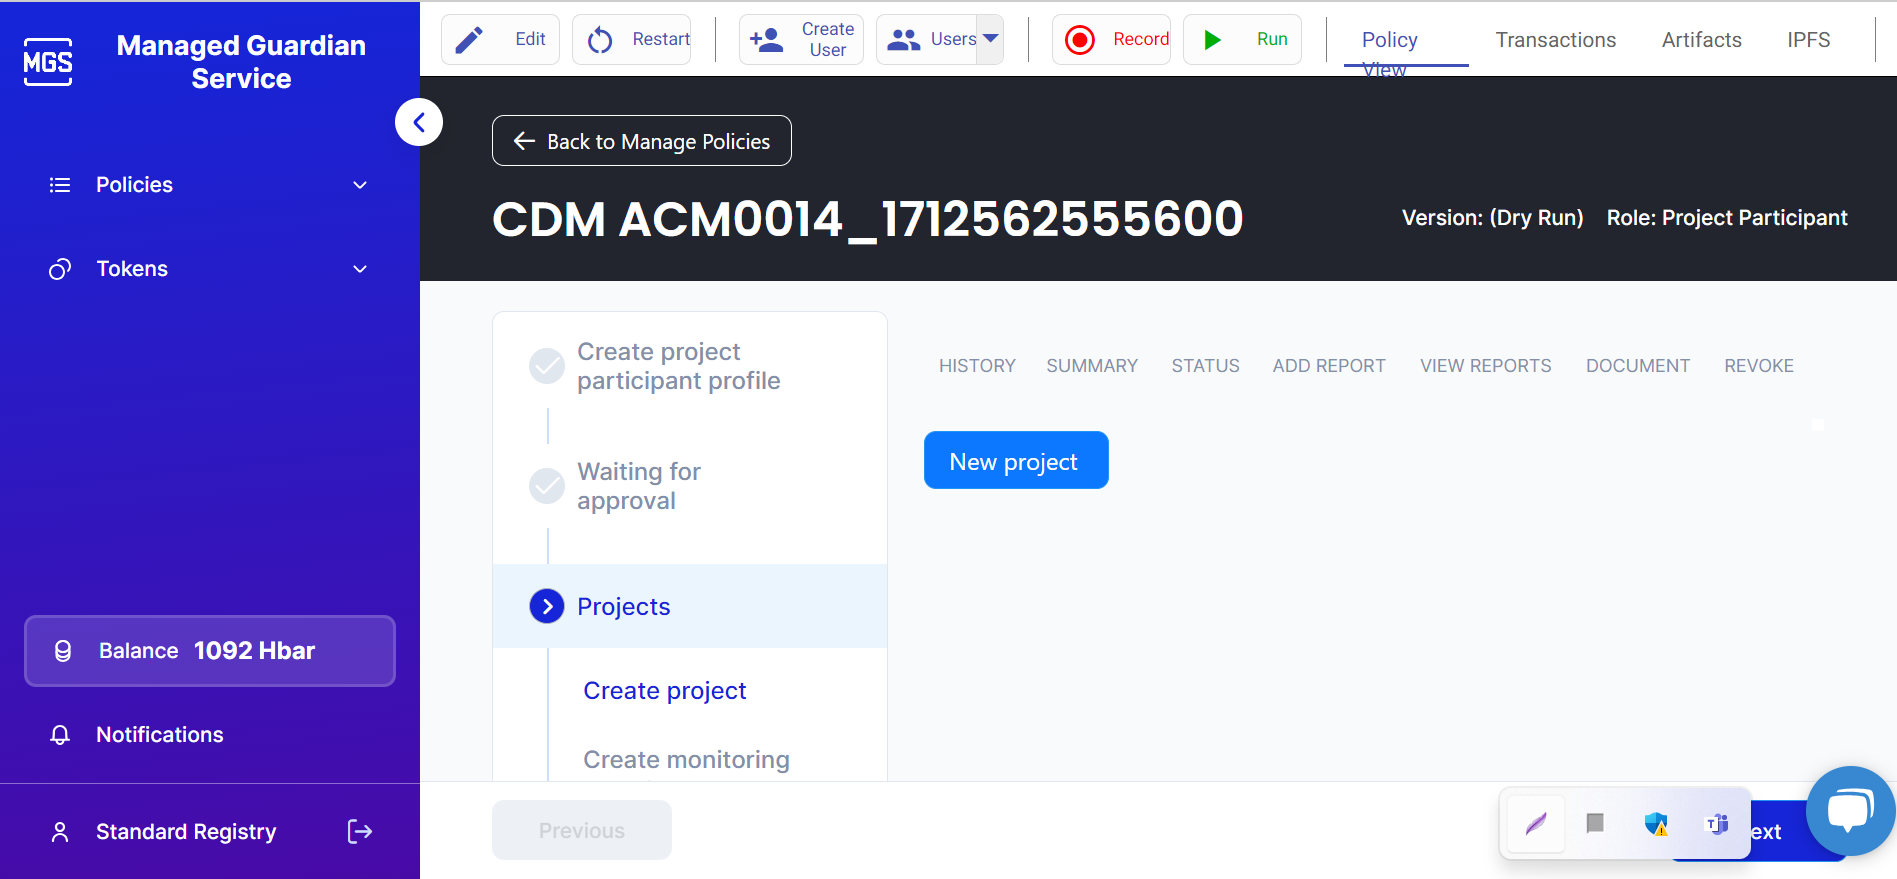 MGS
Managed Guardian
Service
Policies
Tokens
Balance 1092 Hbar
Notifications
Standard Registry
Edit
Restart
Create
User
Users
Record
Run
Policy
View
Transactions
Artifacts
IPFS
Back to Manage Policies
CDM ACM0014_1712562555600
Version: (Dry Run) Role: Project Participant
Create project
participant profile
Waiting for
approval
Projects
Create project
Create monitoring
HISTORY SUMMARY STATUS ADD REPORT VIEW REPORTS DOCUMENT REVOKE
New project
Previous
ext
T